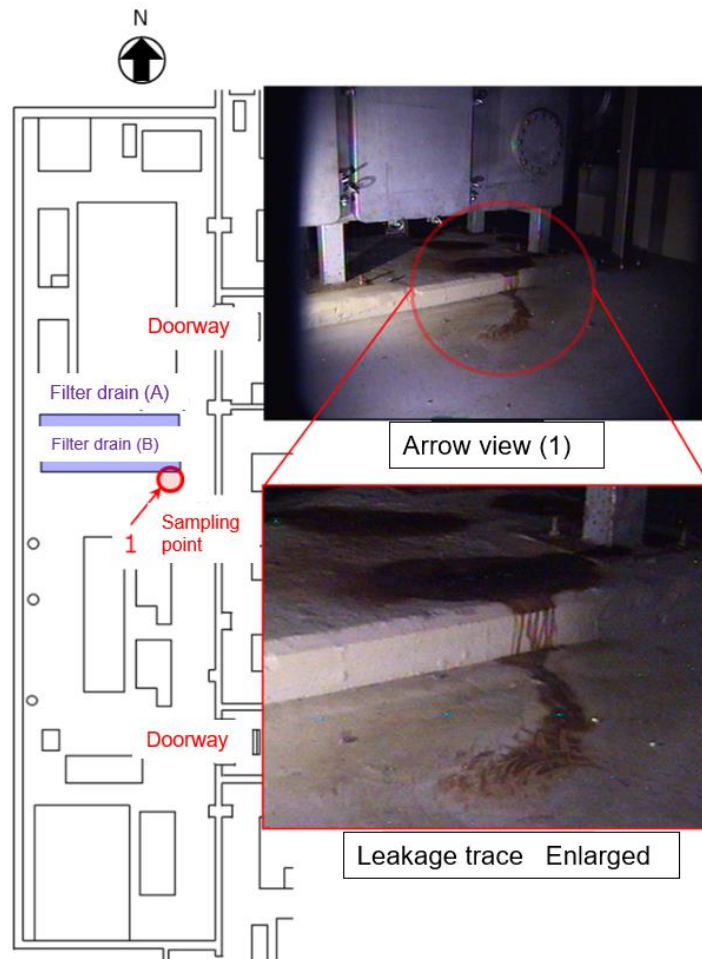 N
Doorway
Filter drain (A)
Filter drain (B)
Sampling
point
1
Doorway
Arrow view (1)
Leakage trace Enlarged